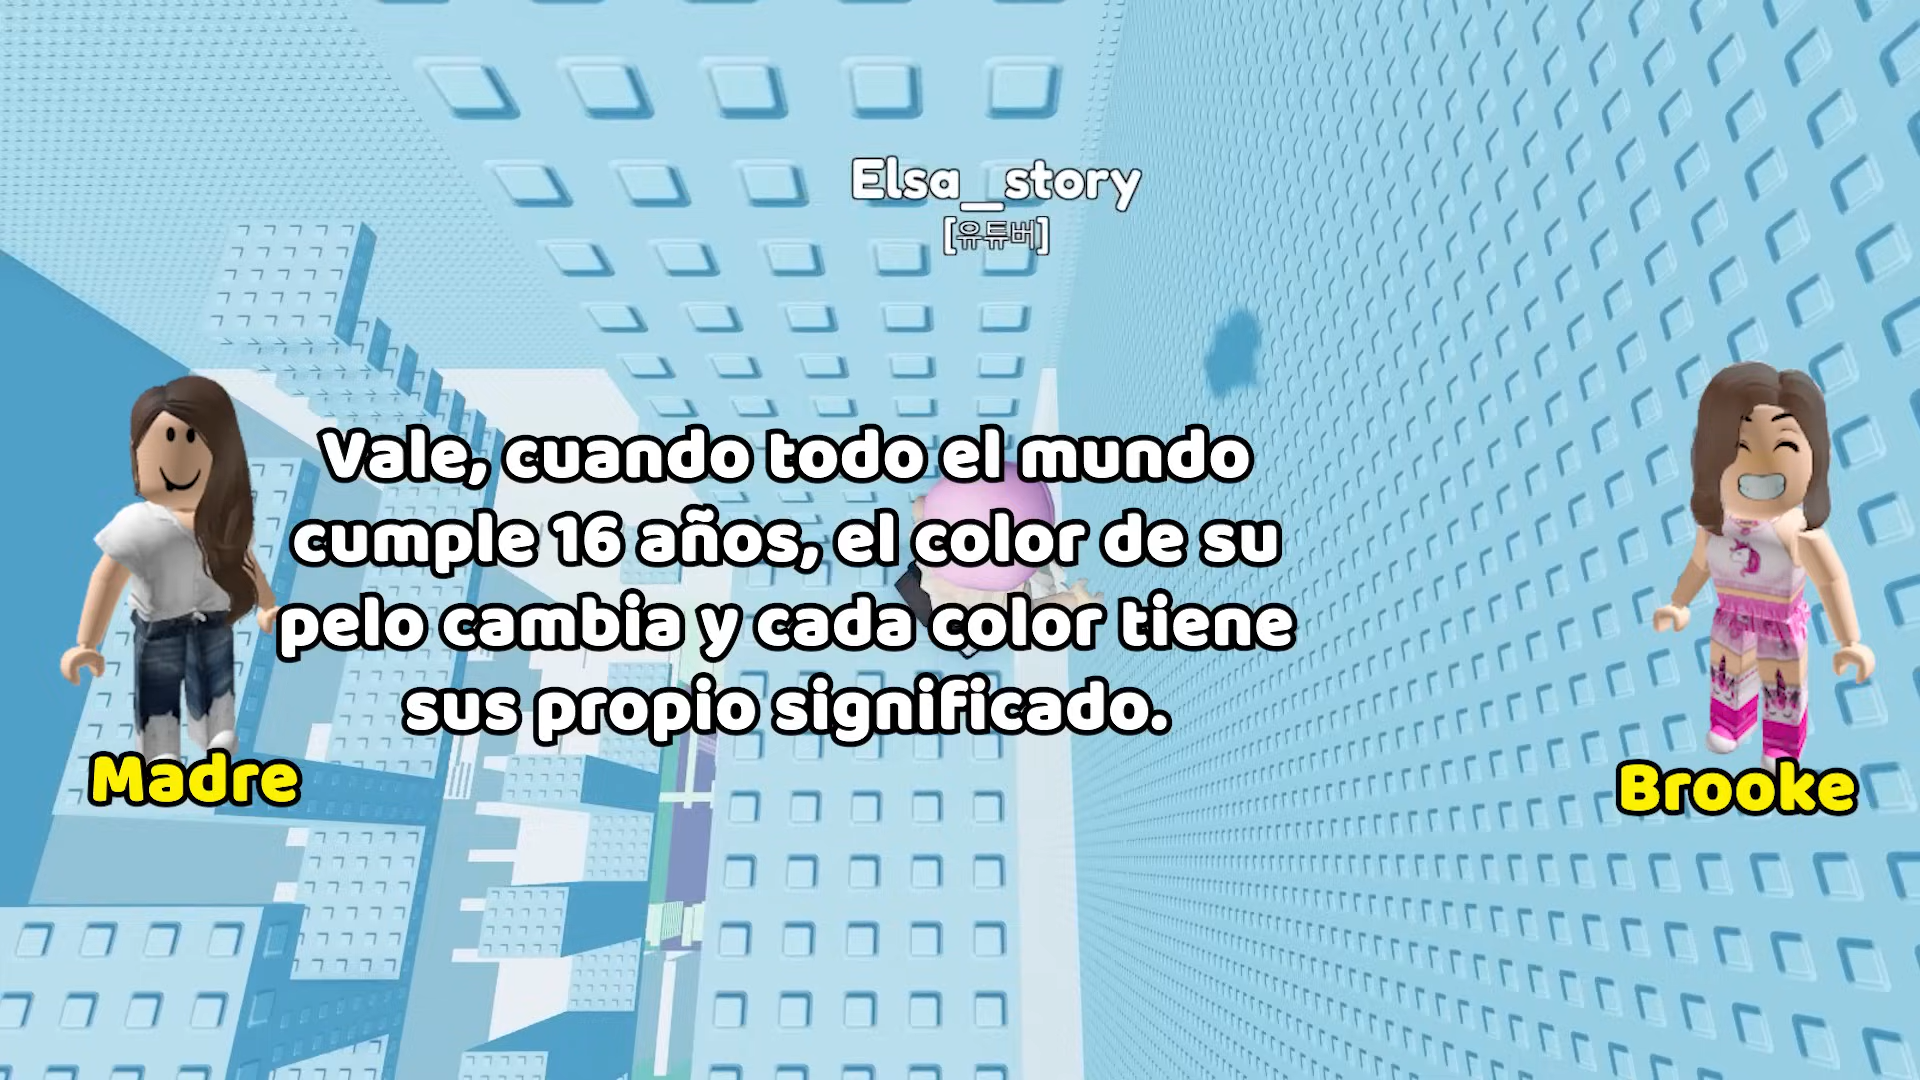 Elsa__story
[유튜버]
Vale, cuando todo el mundo
cumple 16 años, el color de su
pelo cambia y cada color tiene
sus propio significado.
Madre
Brooke